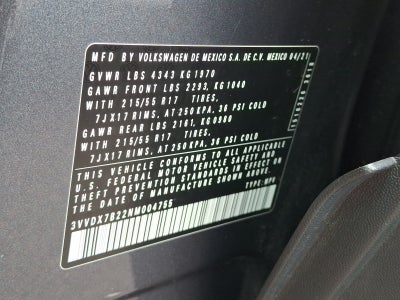 MFD BY VOLKSWAGEN DE MEXICO S.A. DE C.V. MEXICO 04/21
GVWR LBS 4343 KG 1970
GAWR FRONT LBS 2293, KG 1040
WITH 215/55 R17 TIRES,
7JX17 RIMS, AT 250 KPA, 36 PSI COLD
GAWR REAR LBS 2161, KG 0980
WITH 215/55 R17 TIRES,
7JX17 RIMS, AT 250 KPA, 36 PSI COLD
THIS VEHICLE CONFORMS TO ALL APPLICABLE
U.S. FEDERAL MOTOR VEHICLE SAFETY AND
THEFT PREVENTION STANDARDS IN EFFECT ON THE
DATE OF MANUFACTURE SHOWN ABOVE.
3VVDX7B22NM004755 TYPE: